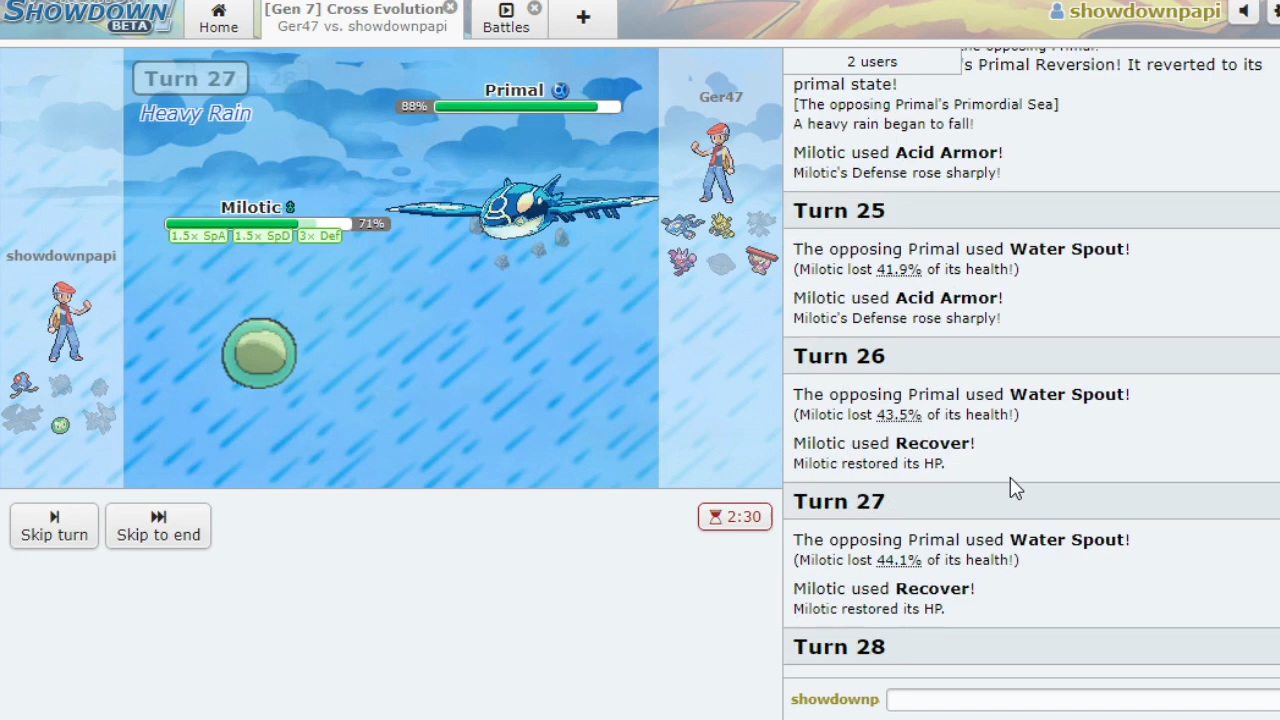 SHOWDOWN
BETA
Home
[Gen 7] Cross Evolution
Ger47 vs. showdownpapi
Battles
showdownpapi
Turn 27
Heavy Rain
Primal
88%
Milotic
71%
1.5× SpA 1.5× SpD 3× Def
showdownpapi
Ger47
Skip turn
Skip to end
2:30
2 users
's Primal Reversion! It reverted to its
primal state!
[The opposing Primal's Primordial Sea]
A heavy rain began to fall!
Milotic used Acid Armor!
Milotic's Defense rose sharply!
Turn 25
The opposing Primal used Water Spout!
(Milotic lost 41.9% of its health!)
Milotic used Acid Armor!
Milotic's Defense rose sharply!
Turn 26
The opposing Primal used Water Spout!
(Milotic lost 43.5% of its health!)
Milotic used Recover!
Milotic restored its HP.
Turn 27
The opposing Primal used Water Spout!
(Milotic lost 44.1% of its health!)
Milotic used Recover!
Milotic restored its HP.
Turn 28
showdownp